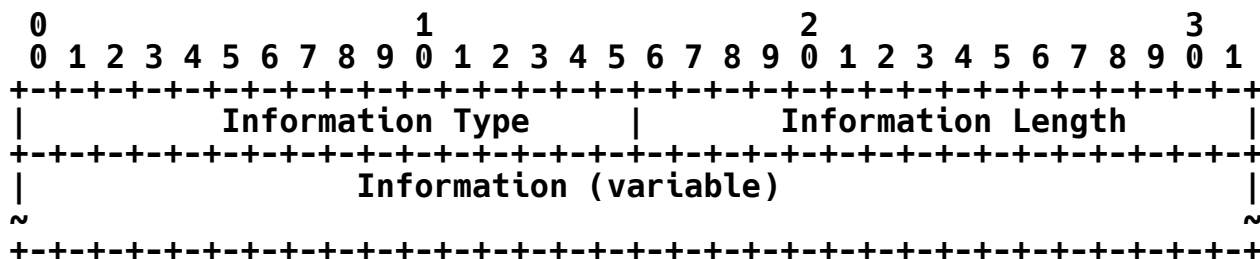 0                   1                   2                   3
 0 1 2 3 4 5 6 7 8 9 0 1 2 3 4 5 6 7 8 9 0 1 2 3 4 5 6 7 8 9 0 1
+-+-+-+-+-+-+-+-+-+-+-+-+-+-+-+-+-+-+-+-+-+-+-+-+-+-+-+-+-+-+-+-+
|          Information Type     |       Information Length      |
+-+-+-+-+-+-+-+-+-+-+-+-+-+-+-+-+-+-+-+-+-+-+-+-+-+-+-+-+-+-+-+-+
|                 Information (variable)                        |
~                                                               ~
+-+-+-+-+-+-+-+-+-+-+-+-+-+-+-+-+-+-+-+-+-+-+-+-+-+-+-+-+-+-+-+-+